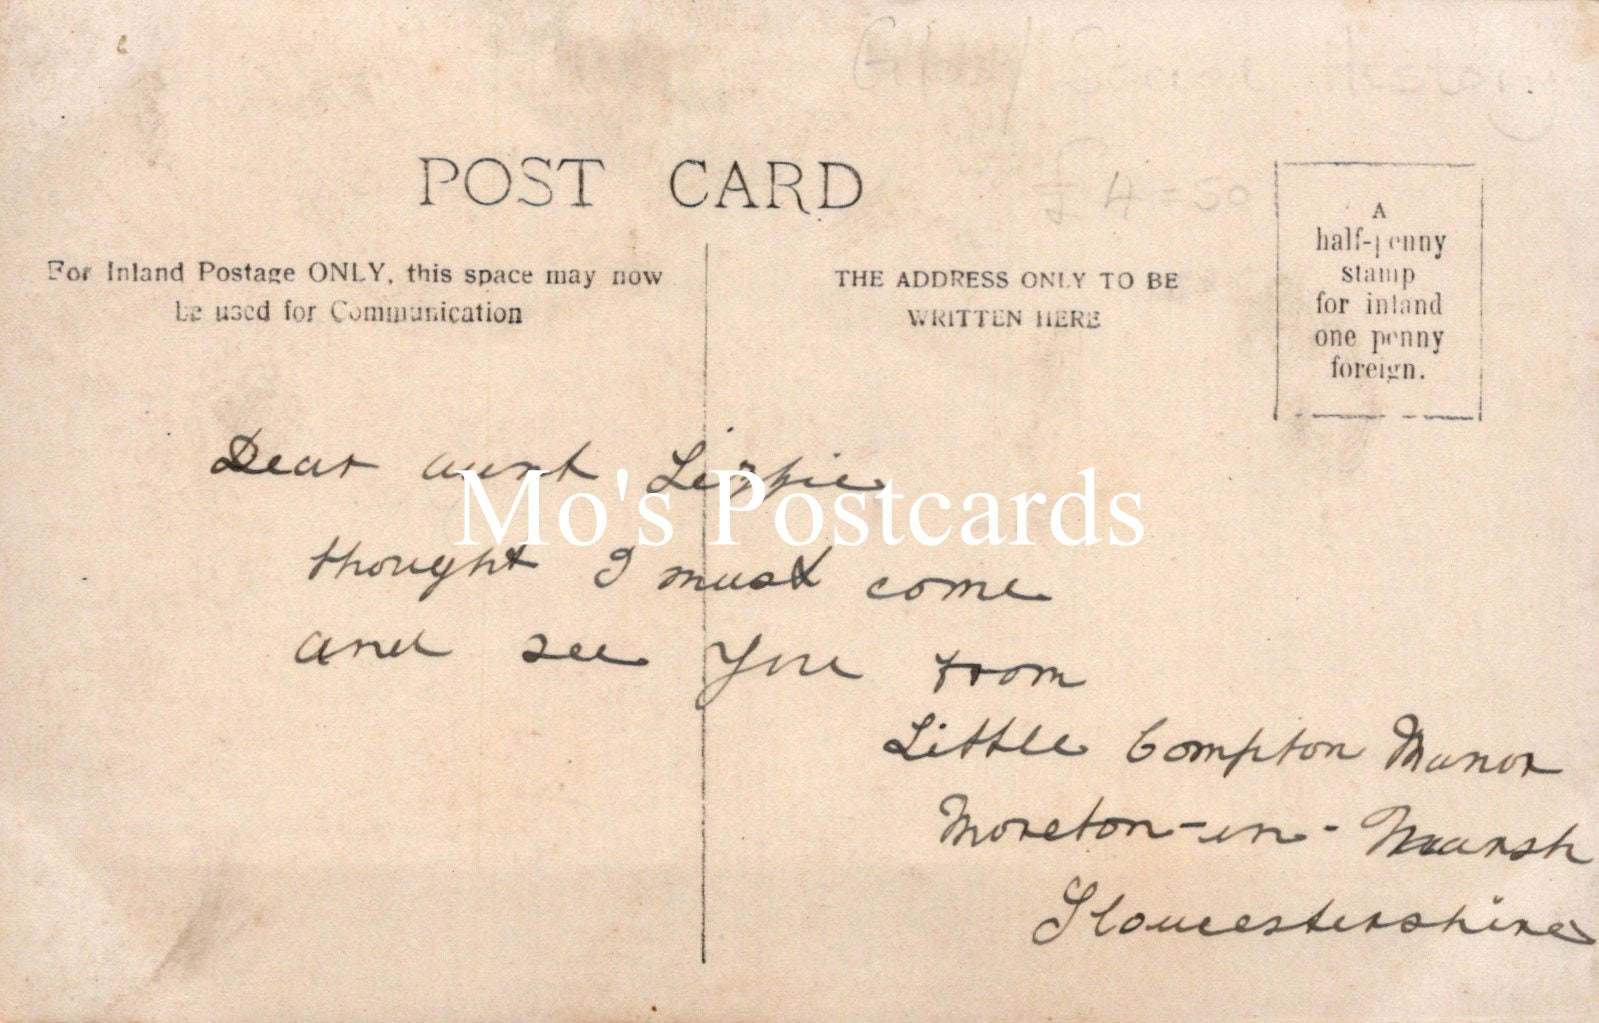 Social History
£4=50
POST CARD
For Inland Postage ONLY, this space may now
be used for Communication
THE ADDRESS ONLY TO BE
WRITTEN HERE
A
half-penny
stamp
for inland
one penny
foreign.
Dear aunt Lizzie
thought I must come
and see you from
Little Compton Manor
Moreton-in-Marsh
Gloucestershire
Mo's Postcards